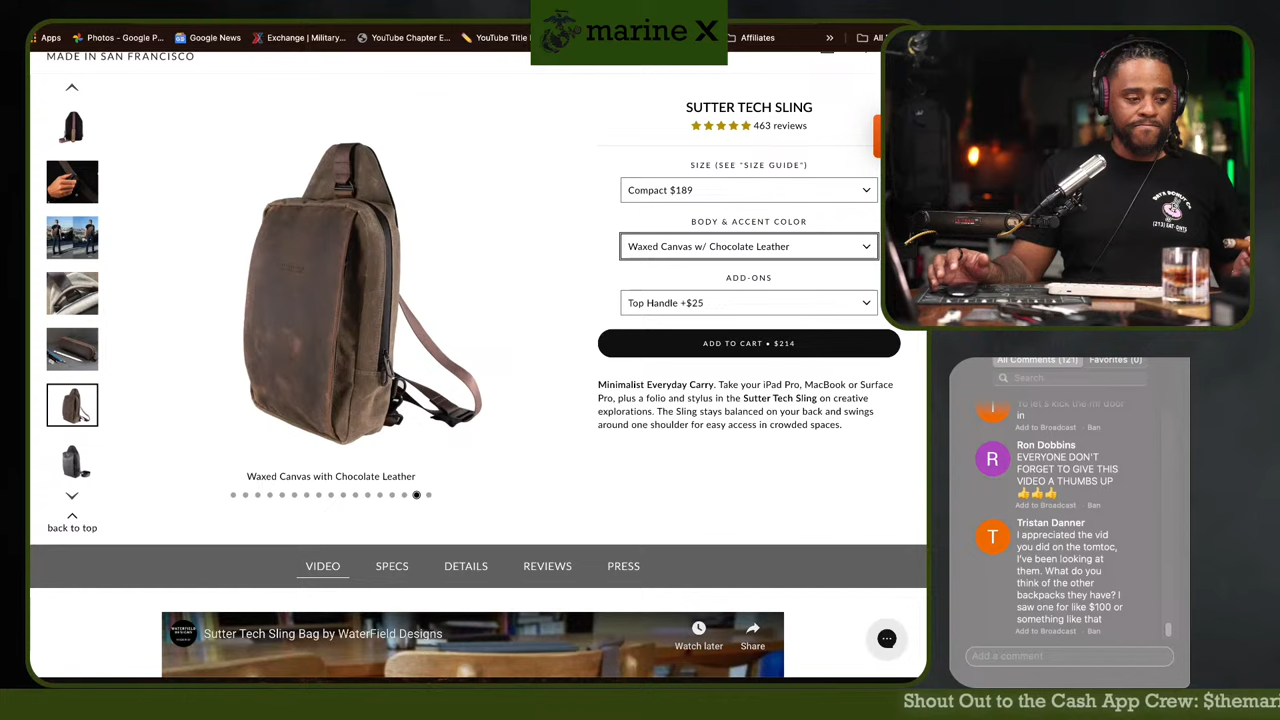 marine X
Apps
Photos - Google P...
Google News
Exchange | Military...
YouTube Chapter E...
YouTube Title
Affiliates
»
All
MADE IN SAN FRANCISCO
SUTTER TECH SLING
463 reviews
SIZE (SEE "SIZE GUIDE")
Compact $189
BODY & ACCENT COLOR
Waxed Canvas w/ Chocolate Leather
ADD-ONS
Top Handle +$25
ADD TO CART • $214
Minimalist Everyday Carry. Take your iPad Pro, MacBook or Surface
Pro, plus a folio and stylus in the Sutter Tech Sling on creative
explorations. The Sling stays balanced on your back and swings
around one shoulder for easy access in crowded spaces.
Waxed Canvas with Chocolate Leather
back to top
VIDEO
SPECS
DETAILS
REVIEWS
PRESS
WATERFIELD
DESIGNS
Sutter Tech Sling Bag by WaterField Designs
Watch later
Share
(213) EAT-ONTS
All Comments (121)
Favorites (0)
Search
in
Add to Broadcast · Ban
R
Ron Dobbins
EVERYONE DON'T
FORGET TO GIVE THIS
VIDEO A THUMBS UP
👍👍👍
Add to Broadcast · Ban
T
Tristan Danner
I appreciated the vid
you did on the tomtoc,
I've been looking at
them. What do you
think of the other
backpacks they have? I
saw one for like $100 or
something like that
Add to Broadcast · Ban
Add a comment
Shout Out to the Cash App Crew: $themari